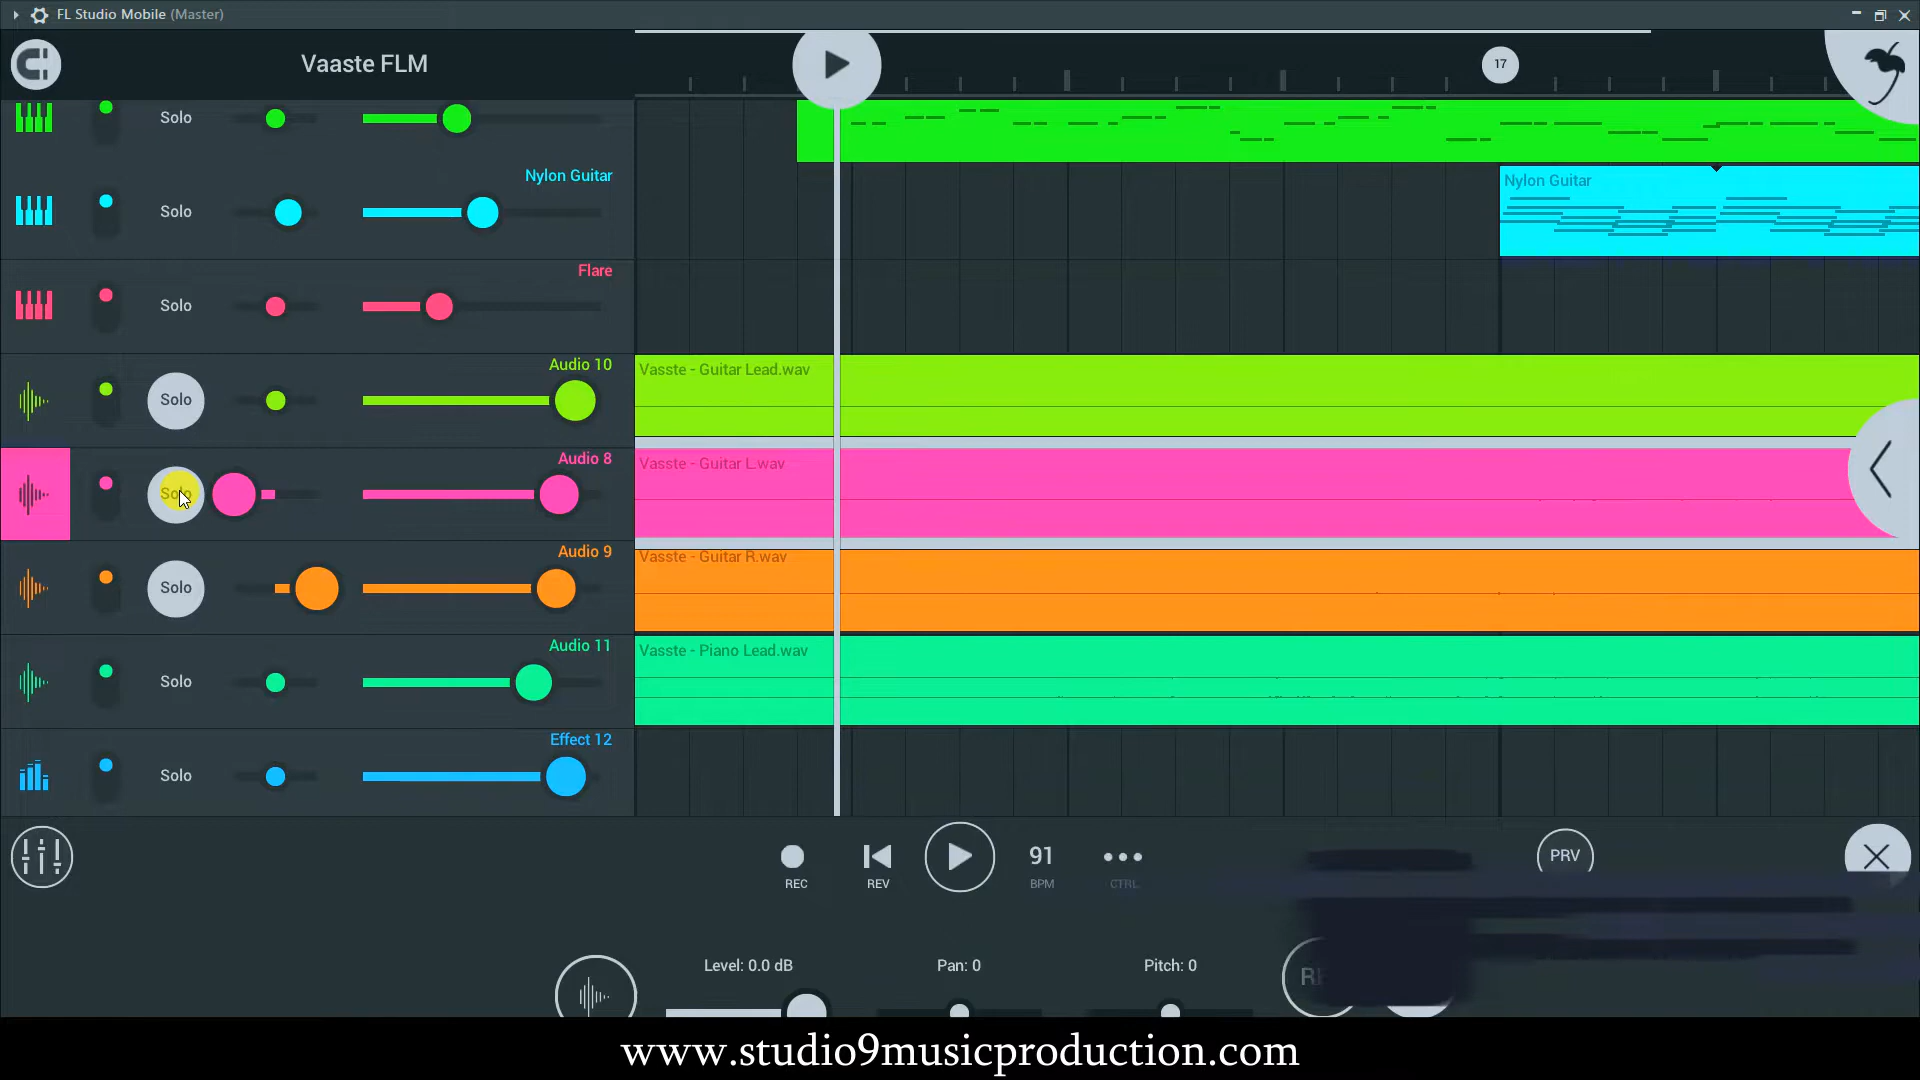 FL Studio Mobile (Master)
Vaaste FLM
17
Solo
Nylon Guitar
Solo
Nylon Guitar
Flare
Solo
Audio 10
Solo
Vasste - Guitar Lead.wav
Audio 8
Solo
Vasste - Guitar L.wav
Audio 9
Solo
Vasste - Guitar R.wav
Audio 11
Solo
Vasste - Piano Lead.wav
Effect 12
Solo
REC
REV
91
BPM
CTRL
PRV
Level: 0.0 dB
Pan: 0
Pitch: 0
www.studio9musicproduction.com